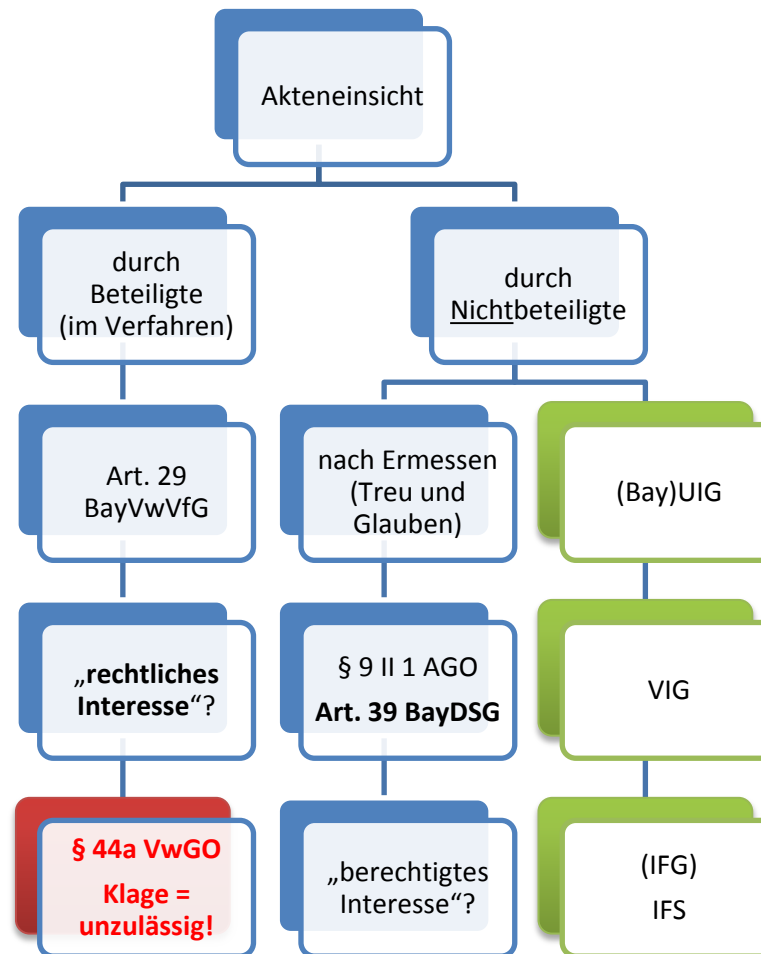 Akteneinsicht
durch
Beteiligte
(im Verfahren)
durch
Nichtbeteiligte
Art. 29
BayVwVfG
nach Ermessen
(Treu und
Glauben)
(Bay)UIG
„rechtliches
Interesse“?
§ 9 II 1 AGO
Art. 39 BayDSG
VIG
§ 44a VwGO
Klage =
unzulässig!
„berechtigtes
Interesse“?
(IFG)
IFS